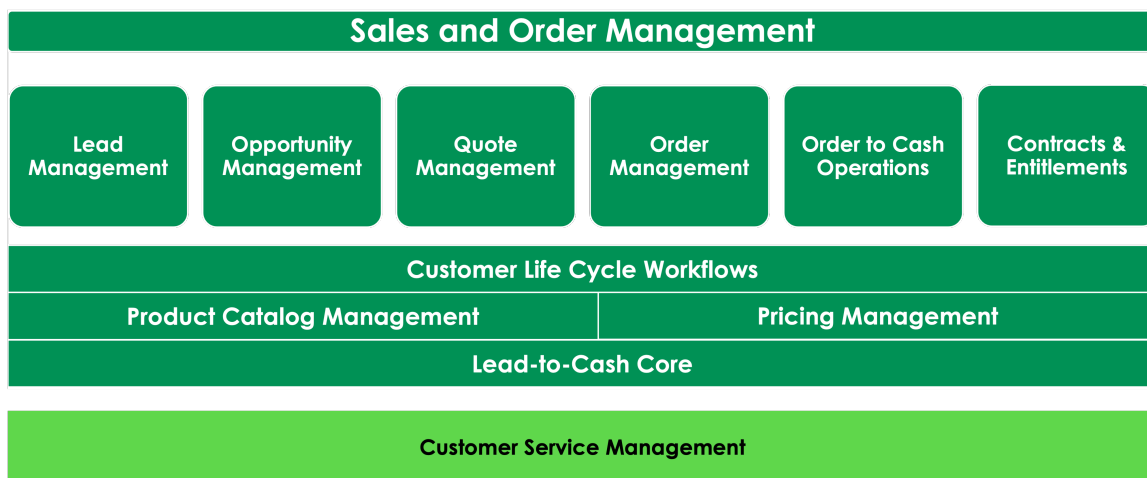 Sales and Order Management
Lead
Management
Opportunity
Management
Quote
Management
Order
Management
Order to Cash
Operations
Contracts &
Entitlements
Customer Life Cycle Workflows
Product Catalog Management
Pricing Management
Lead-to-Cash Core
Customer Service Management